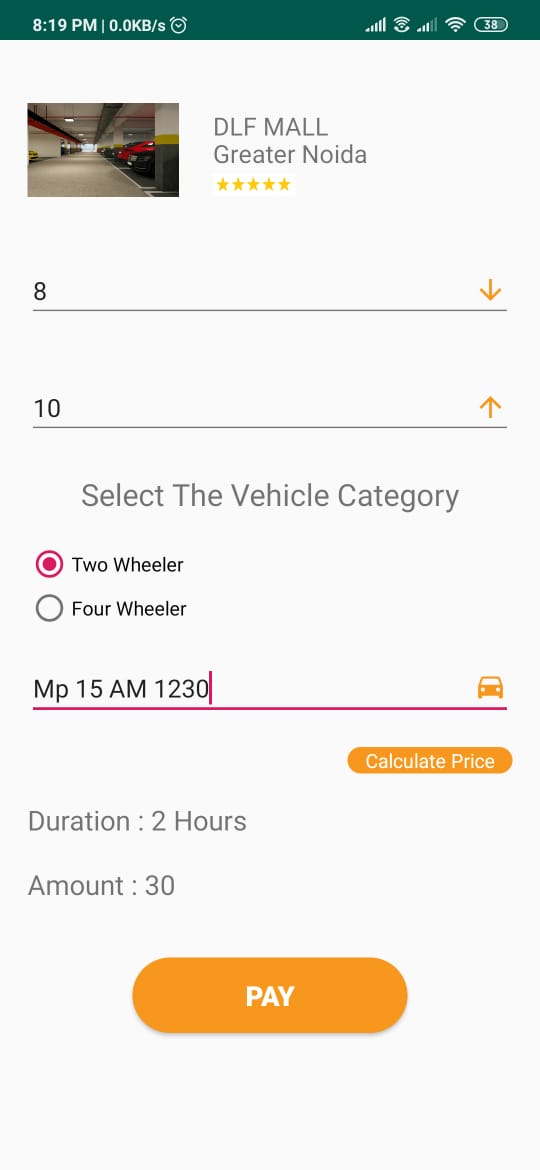 8:19 PM | 0.0KB/s
38
DLF MALL
Greater Noida
8
10
Select The Vehicle Category
Two Wheeler
Four Wheeler
Mp 15 AM 1230
Calculate Price
Duration : 2 Hours
Amount : 30
PAY